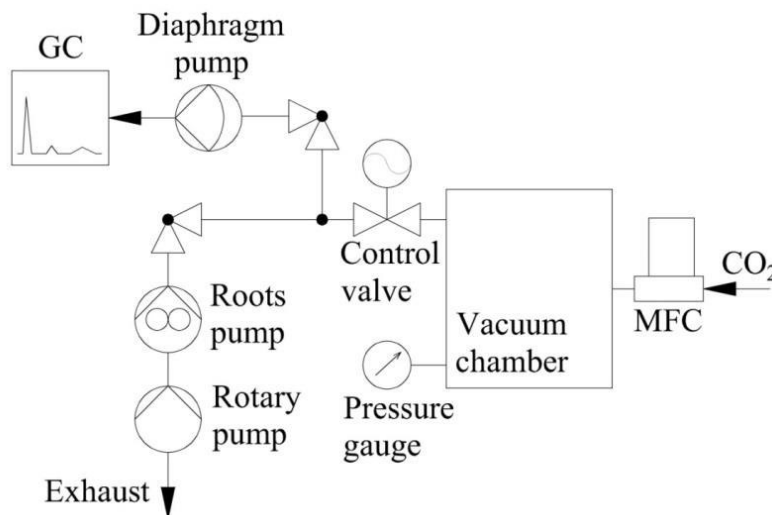 GC
Diaphragm
pump
Control
valve
CO₂
MFC
Vacuum
chamber
Roots
pump
Pressure
gauge
Rotary
pump
Exhaust